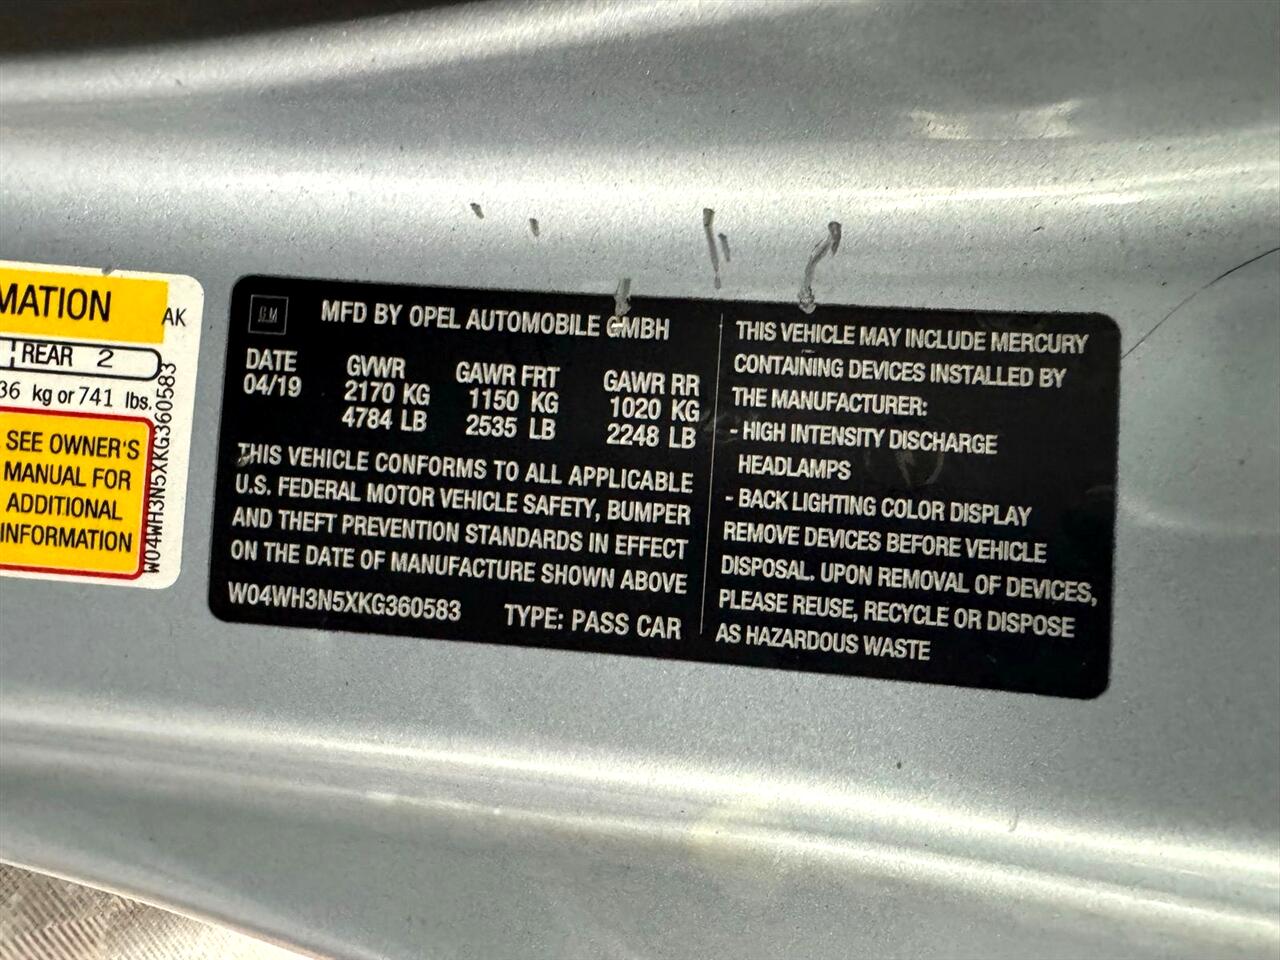 MATION
AK
REAR 2
36 kg or 741 lbs.
SEE OWNER'S
MANUAL FOR
ADDITIONAL
INFORMATION
W04WH3N5XKG360583
GM
MFD BY OPEL AUTOMOBILE GMBH
DATE GVWR GAWR FRT GAWR RR
04/19 2170 KG 1150 KG 1020 KG
4784 LB 2535 LB 2248 LB
THIS VEHICLE CONFORMS TO ALL APPLICABLE
U.S. FEDERAL MOTOR VEHICLE SAFETY, BUMPER
AND THEFT PREVENTION STANDARDS IN EFFECT
ON THE DATE OF MANUFACTURE SHOWN ABOVE
W04WH3N5XKG360583 TYPE: PASS CAR
THIS VEHICLE MAY INCLUDE MERCURY
CONTAINING DEVICES INSTALLED BY
THE MANUFACTURER:
- HIGH INTENSITY DISCHARGE
HEADLAMPS
- BACK LIGHTING COLOR DISPLAY
REMOVE DEVICES BEFORE VEHICLE
DISPOSAL. UPON REMOVAL OF DEVICES,
PLEASE REUSE, RECYCLE OR DISPOSE
AS HAZARDOUS WASTE